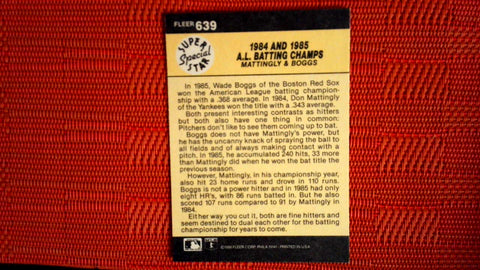 FLEER 639
SUPER
Special
STAR
1984 AND 1985
A.L. BATTING CHAMPS
MATTINGLY & BOGGS
In 1985, Wade Boggs of the Boston Red Sox
won the American League batting champion-
ship with a .368 average. In 1984, Don Mattingly
of the Yankees won the title with a .343 average.
Both present interesting contrasts as hitters
but both also have one thing in common:
Pitchers don't like to see them coming up to bat.
Boggs does not have Mattingly's power, but
he has the uncanny knack of spraying the ball to
all fields and of always making contact with a
pitch. In 1985, he accumulated 240 hits, 33 more
than Mattingly did when he won the bat title
the previous season.
However, Mattingly, in his championship year,
also hit 23 home runs and drove in 110 runs.
Boggs is not a power hitter and in 1985 had only
eight HR's, with 86 runs batted in. But he also
scored 107 runs compared to 91 by Mattingly in
1984.
Either way you cut it, both are fine hitters and
seem destined to dual each other for the batting
championship for years to come.
FLEER CORP. PHILA. PRINTED IN U.S.A.